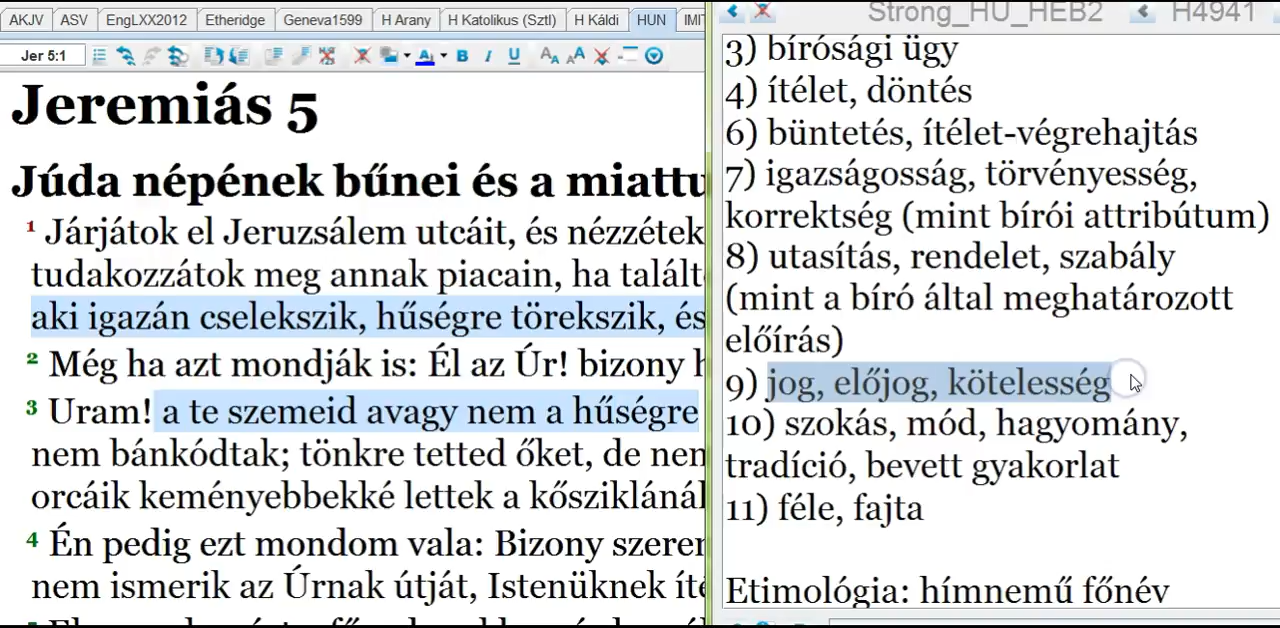 AKJV ASV EngLXX2012 Etheridge Geneva1599 H Arany H Katolikus (Sztl) H Káldi HUN
Jer 5:1
Jeremiás 5
Júda népének bűnei és a miattu
1 Járjátok el Jeruzsálem utcáit, és nézzétek
tudakozzátok meg annak piacain, ha találto
aki igazán cselekszik, hűségre törekszik, és
2 Még ha azt mondják is: Él az Úr! bizony h
3 Uram! a te szemeid avagy nem a hűségre
nem bánkódtak; tönkre tetted őket, de nem
orcáik keményebbekké lettek a kősziklánál
4 Én pedig ezt mondom vala: Bizony szeren
nem ismerik az Úrnak útját, Istenüknek íté
Strong_HU_HEB2 H4941
3) bírósági ügy
4) ítélet, döntés
6) büntetés, ítélet-végrehajtás
7) igazságosság, törvényesség,
korrektség (mint bírói attribútum)
8) utasítás, rendelet, szabály
(mint a bíró által meghatározott
előírás)
9) jog, előjog, kötelesség
10) szokás, mód, hagyomány,
tradíció, bevett gyakorlat
11) féle, fajta
Etimológia: hímnemű főnév